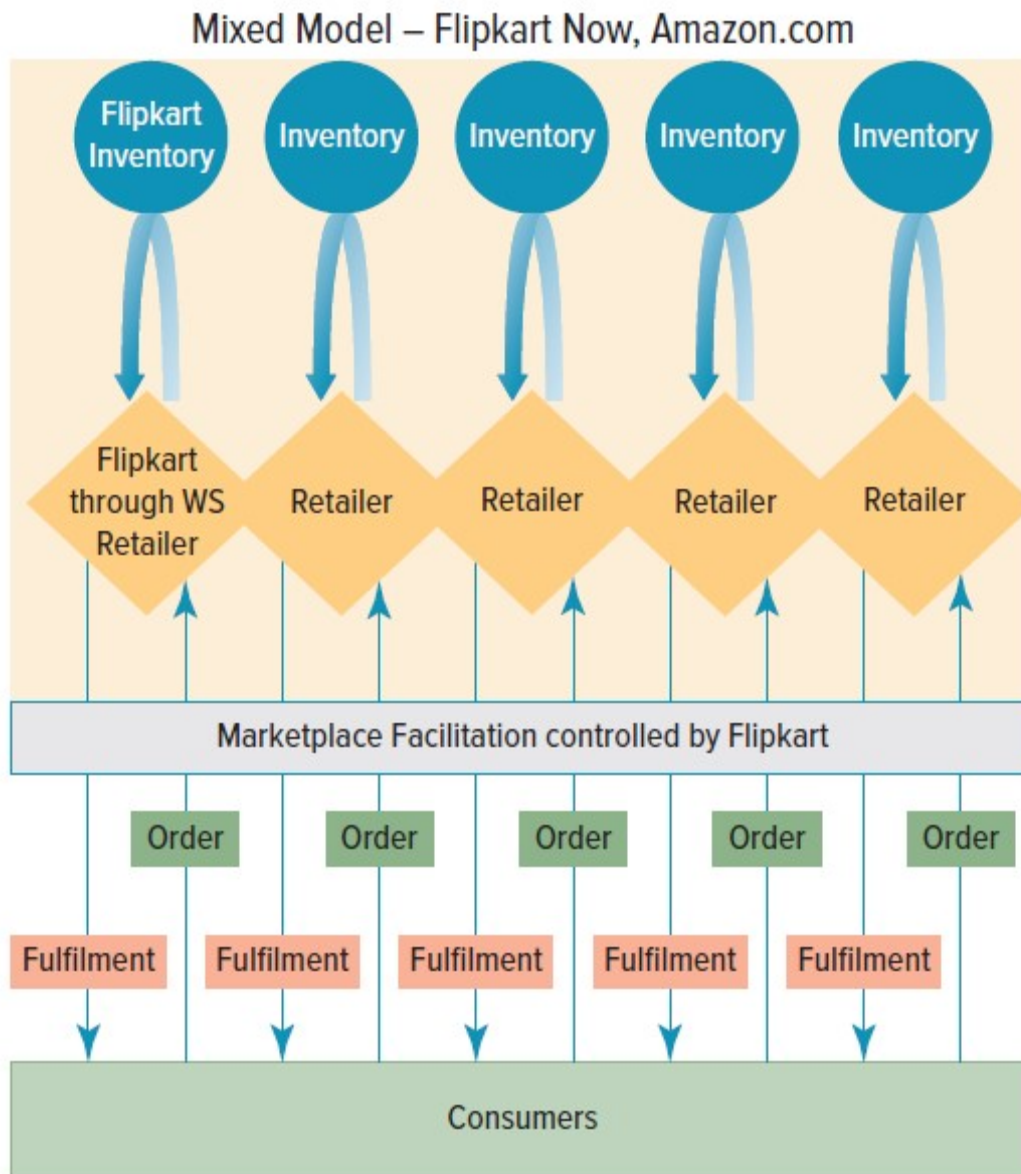 Mixed Model – Flipkart Now, Amazon.com
Flipkart
Inventory
Inventory
Inventory
Inventory
Inventory
Flipkart
through WS
Retailer
Retailer
Retailer
Retailer
Retailer
Marketplace Facilitation controlled by Flipkart
Order
Order
Order
Order
Order
Fulfilment
Fulfilment
Fulfilment
Fulfilment
Fulfilment
Consumers